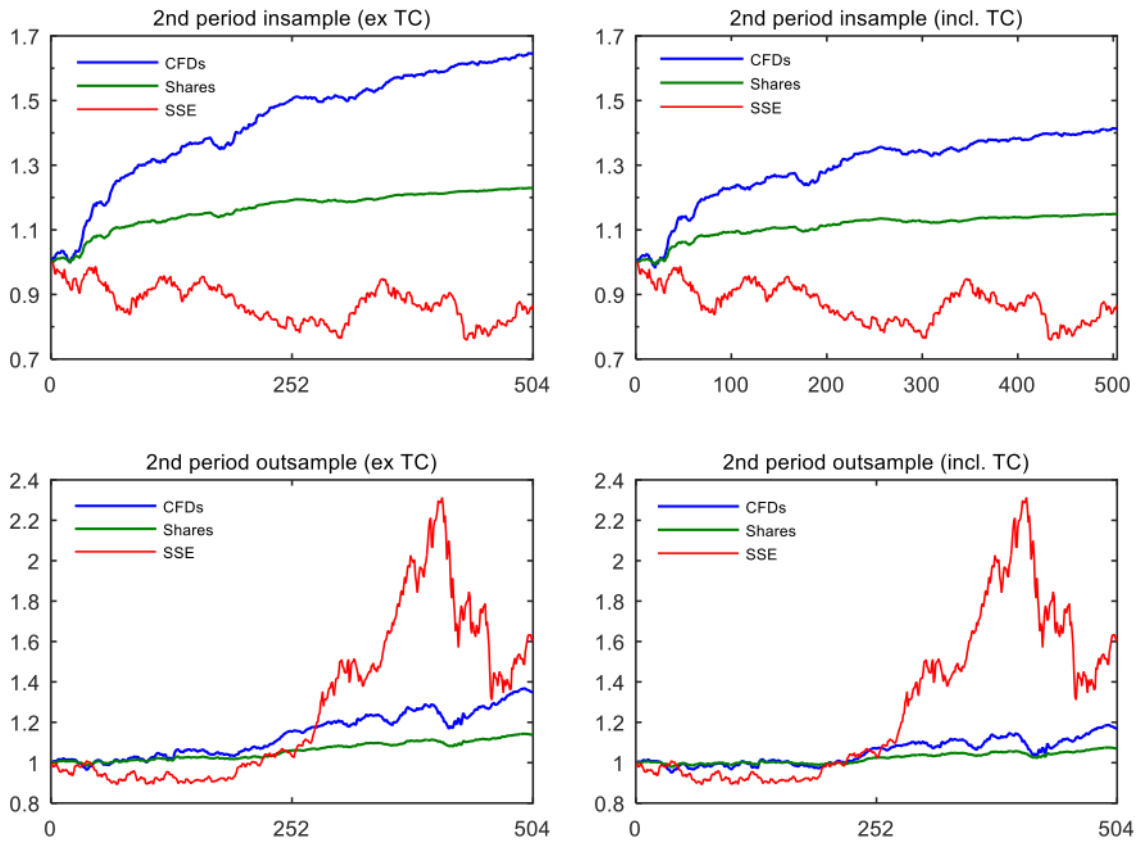 2nd period insample (ex TC)
1.7
1.5
1.3
1.1
0.9
0.7
CFDs
Shares
SSE
0
252
504
2nd period insample (incl. TC)
1.7
1.5
1.3
1.1
0.9
0.7
CFDs
Shares
SSE
0
100
200
300
400
500
2nd period outsample (ex TC)
2.4
2.2
2
1.8
1.6
1.4
1.2
1
0.8
CFDs
Shares
SSE
0
252
504
2nd period outsample (incl. TC)
2.4
2.2
2
1.8
1.6
1.4
1.2
1
0.8
CFDs
Shares
SSE
0
252
504